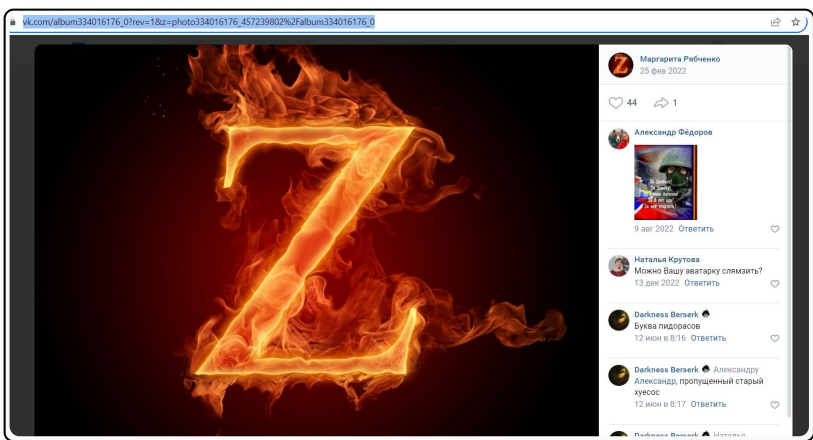 vk.com/album334016176_0?rev=1&z=photo334016176_457239802%2Falbum334016176_0
Z
Маргарита Рябченко
25 фев 2022
44 1
Александр Фёдоров
9 авг 2022 Ответить
Наталья Крутова
Можно Вашу аватарку слямзить?
13 дек 2022 Ответить
Darkness Berserk
Буква пидорасов
12 июн в 8:16 Ответить
Darkness Berserk Александру
Александр, пропущенный старый
хуесос
12 июн в 8:17 Ответить
Darkness Berserk Наталье